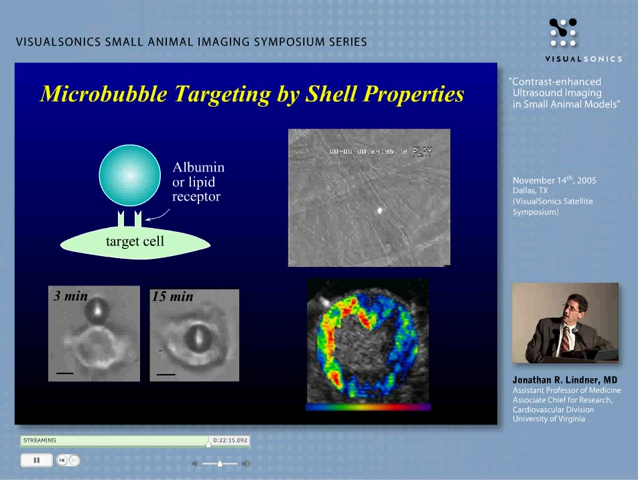 VISUALSONICS SMALL ANIMAL IMAGING SYMPOSIUM SERIES
VISUALSONICS
"Contrast-enhanced
Ultrasound Imaging
in Small Animal Models"
Microbubble Targeting by Shell Properties
Albumin
or lipid
receptor
target cell
PLAY
3 min
15 min
November 14th, 2005
Dallas, TX
(VisualSonics Satellite
Symposium)
Jonathan R. Lindner, MD
Assistant Professor of Medicine
Associate Chief for Research,
Cardiovascular Division
University of Virginia
STREAMING
0:22:15.092